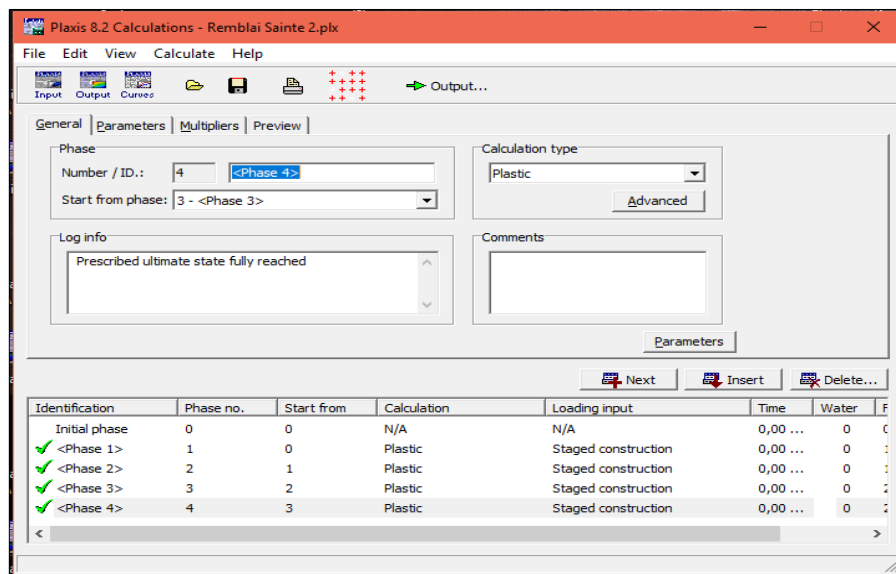 Plaxis 8.2 Calculations - Remblai Sainte 2.plx
File Edit View Calculate Help
PLAXIS PLAXIS PLAXIS
Input Output Curves Output...
General Parameters Multipliers Preview
Phase Calculation type
Number / ID.: 4 <Phase 4> Plastic
Start from phase: 3 - <Phase 3> Advanced
Log info Comments
Prescribed ultimate state fully reached
Parameters
Next Insert Delete...
Identification Phase no. Start from Calculation Loading input Time Water F
Initial phase 0 0 N/A N/A 0,00 ... 0
<Phase 1> 1 0 Plastic Staged construction 0,00 ... 0
<Phase 2> 2 1 Plastic Staged construction 0,00 ... 0
<Phase 3> 3 2 Plastic Staged construction 0,00 ... 0
<Phase 4> 4 3 Plastic Staged construction 0,00 ... 0